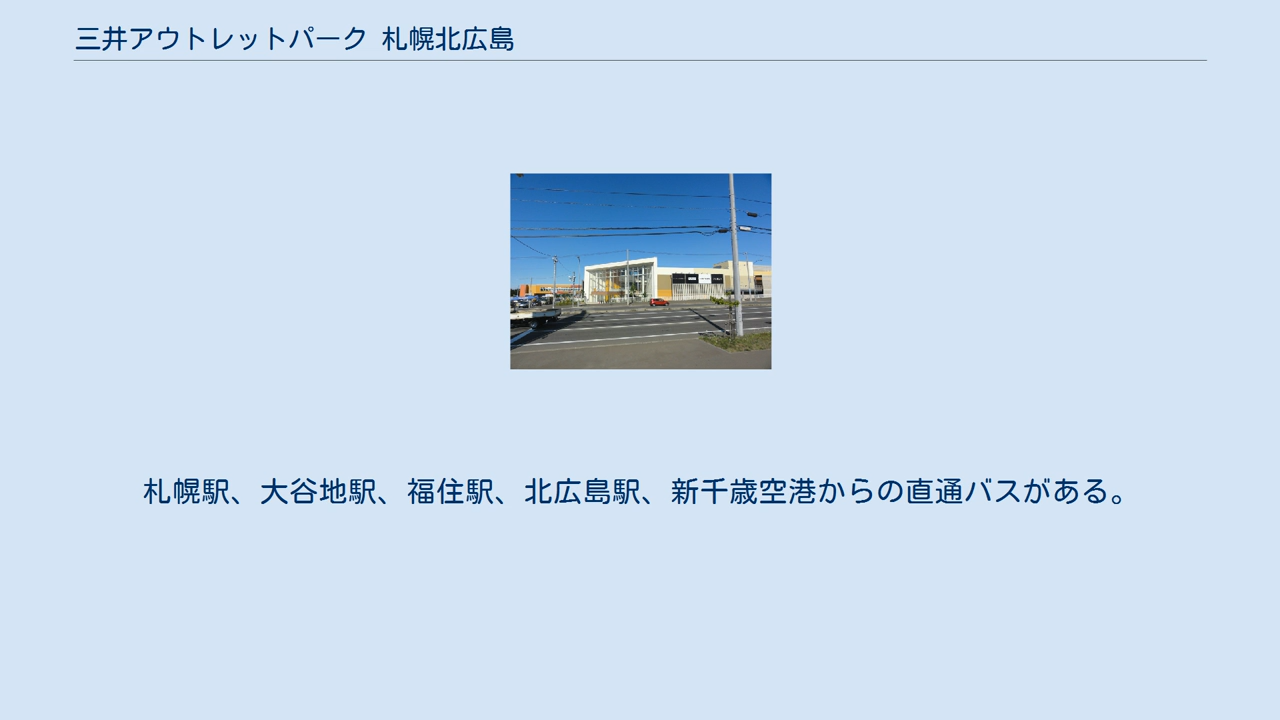 三井アウトレットパーク 札幌北広島
札幌駅、大谷地駅、福住駅、北広島駅、新千歳空港からの直通バスがある。